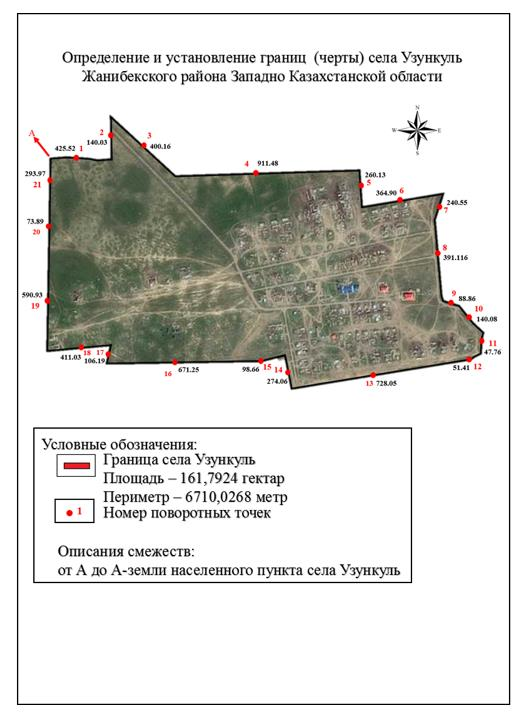 Определение и установление границ (черты) села Узункуль
Жанибекского района Западно Казахстанской области
N
W E
S
A
425.52 1
140.03 2
3
400.16
4 911.48
260.13
5
364.90 6
7 240.55
8
391.116
9 88.86
10
140.08
11
47.76
51.41 12
13 728.05
14
274.06
98.66 15
671.25
16
17
106.19
18
411.03
590.93
19
73.89
20
293.97
21
Условные обозначения:
Граница села Узункуль
Площадь – 161,7924 гектар
Периметр – 6710,0268 метр
1 Номер поворотных точек
Описания смежеств:
от А до А-земли населенного пункта села Узункуль